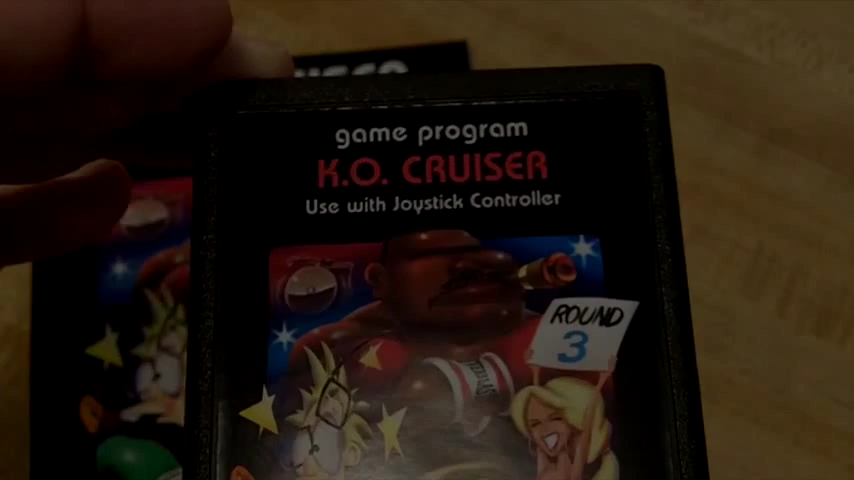 game program
K.O. CRUISER
Use with Joystick Controller
ROUND
3